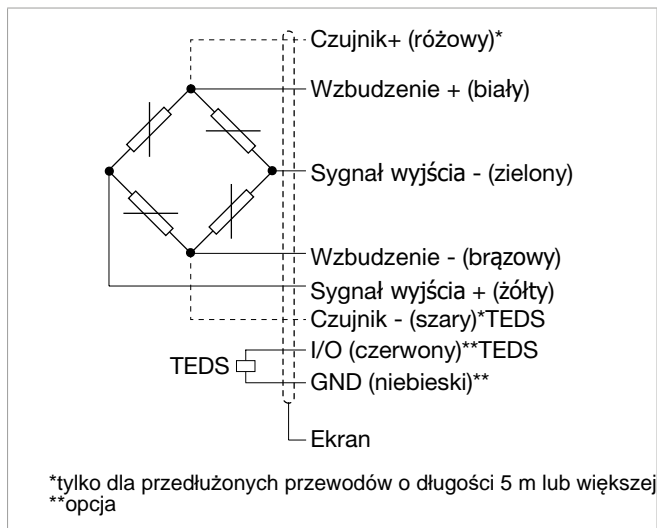 Czujnik+ (różowy)*
Wzbudzenie + (biały)
Sygnał wyjścia - (zielony)
Wzbudzenie - (brązowy)
Sygnał wyjścia + (żółty)
Czujnik - (szary)*TEDS
I/O (czerwony)**TEDS
TEDS
GND (niebieski)**
Ekran
*tylko dla przedłużonych przewodów o długości 5 m lub większej
**opcja